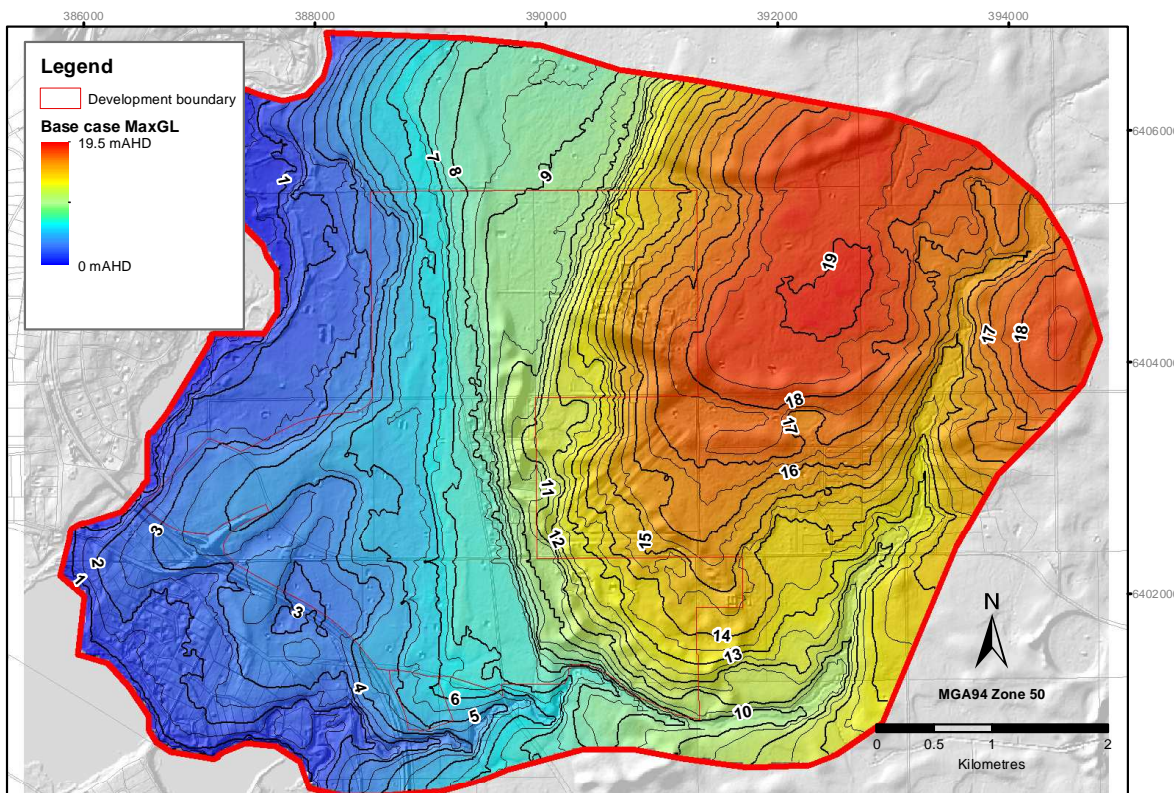 386000 388000 390000 392000 394000
Legend
Development boundary
Base case MaxGL
19.5 mAHD
0 mAHD
6406000
6404000
6402000
1
7
8
9
19
17
18
18
17
16
11
12
15
3
2
1
3
14
13
4
6
5
10
N
MGA94 Zone 50
0 0.5 1 2
Kilometres